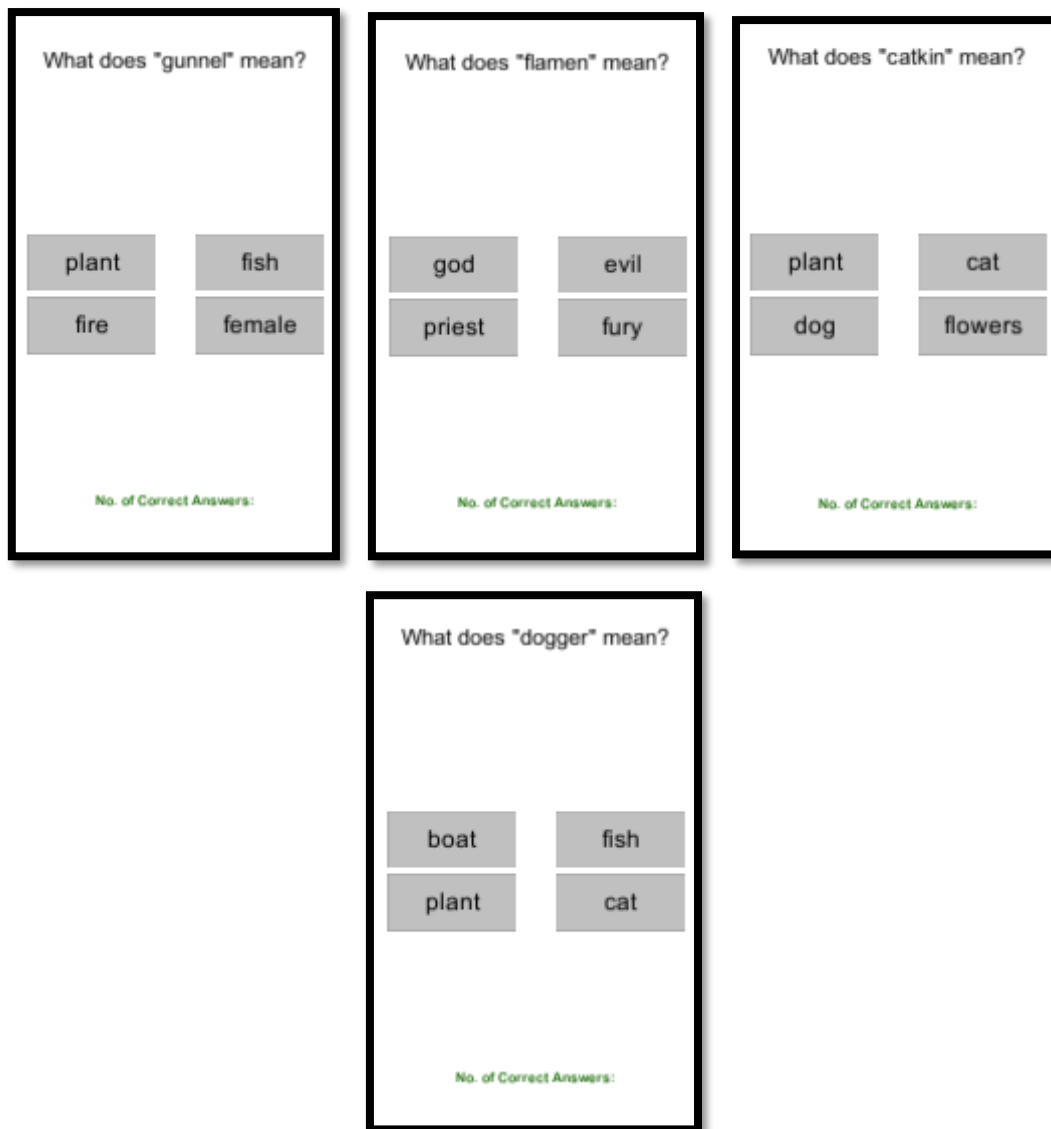 What does "gunnel" mean?
plant fish
fire female
No. of Correct Answers:
What does "flamen" mean?
god evil
priest fury
No. of Correct Answers:
What does "catkin" mean?
plant cat
dog flowers
No. of Correct Answers:
What does "dogger" mean?
boat fish
plant cat
No. of Correct Answers: